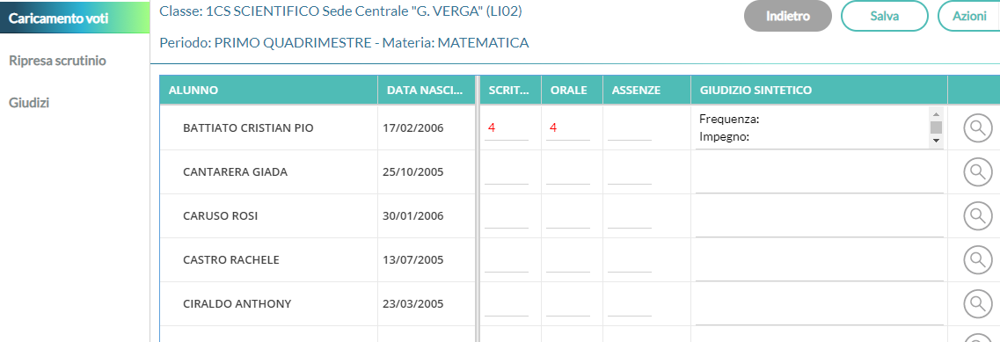 Caricamento voti
Ripresa scrutinio
Giudizi
Classe: 1CS SCIENTIFICO Sede Centrale "G. VERGA" (LI02)
Periodo: PRIMO QUADRIMESTRE - Materia: MATEMATICA
Indietro
Salva
Azioni
ALUNNO DATA NASCI... SCRIT... ORALE ASSENZE GIUDIZIO SINTETICO
BATTIATO CRISTIAN PIO 17/02/2006 4 4 Frequenza:
Impegno:
CANTARERA GIADA 25/10/2005
CARUSO ROSI 30/01/2006
CASTRO RACHELE 13/07/2005
CIRALDO ANTHONY 23/03/2005